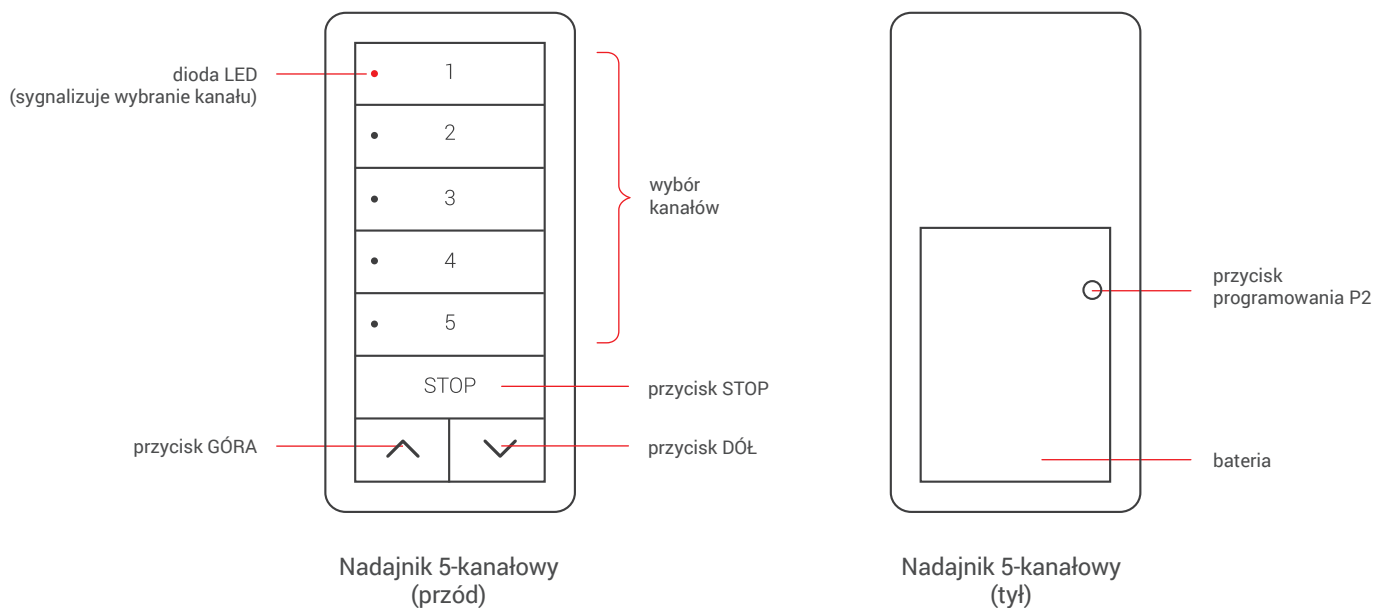 dioda LED
(sygnalizuje wybranie kanału)
1
2
3
4
5
wybór
kanałów
STOP
przycisk STOP
przycisk GÓRA
przycisk DÓŁ
Nadajnik 5-kanałowy
(przód)
przycisk
programowania P2
bateria
Nadajnik 5-kanałowy
(tył)